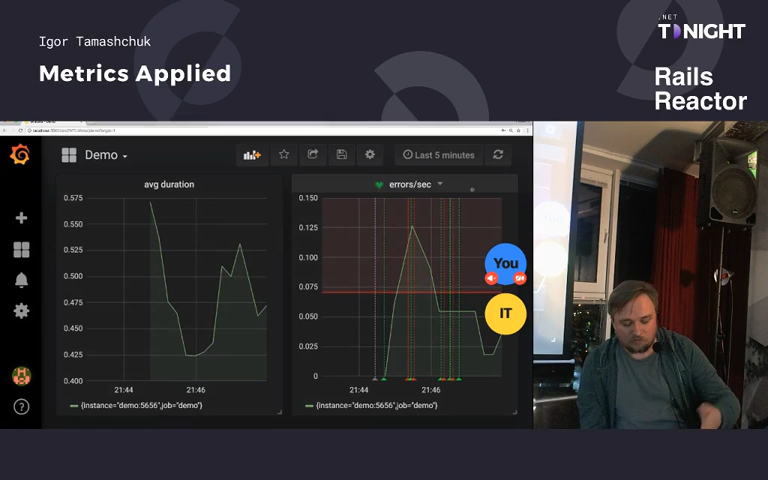 Igor Tamashchuk
Metrics Applied
.NET
TONIGHT
Rails
Reactor
Demo
Last 5 minutes
avg duration
0.575
0.550
0.525
0.500
0.475
0.450
0.425
0.400
21:44
21:46
{instance="demo:5656",job="demo"}
errors/sec
0.150
0.125
0.100
0.075
0.050
0.025
0
21:44
21:46
{instance="demo:5656",job="demo"}
You
IT
?